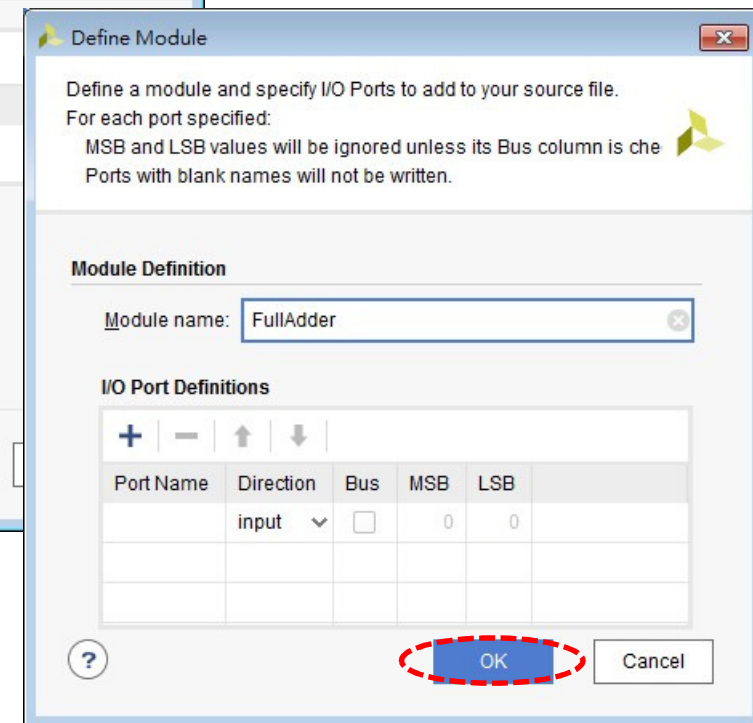 Define Module
Define a module and specify I/O Ports to add to your source file.
For each port specified:
MSB and LSB values will be ignored unless its Bus column is che
Ports with blank names will not be written.
Module Definition
Module name: FullAdder
I/O Port Definitions
Port Name Direction Bus MSB LSB
input 0 0
? OK Cancel